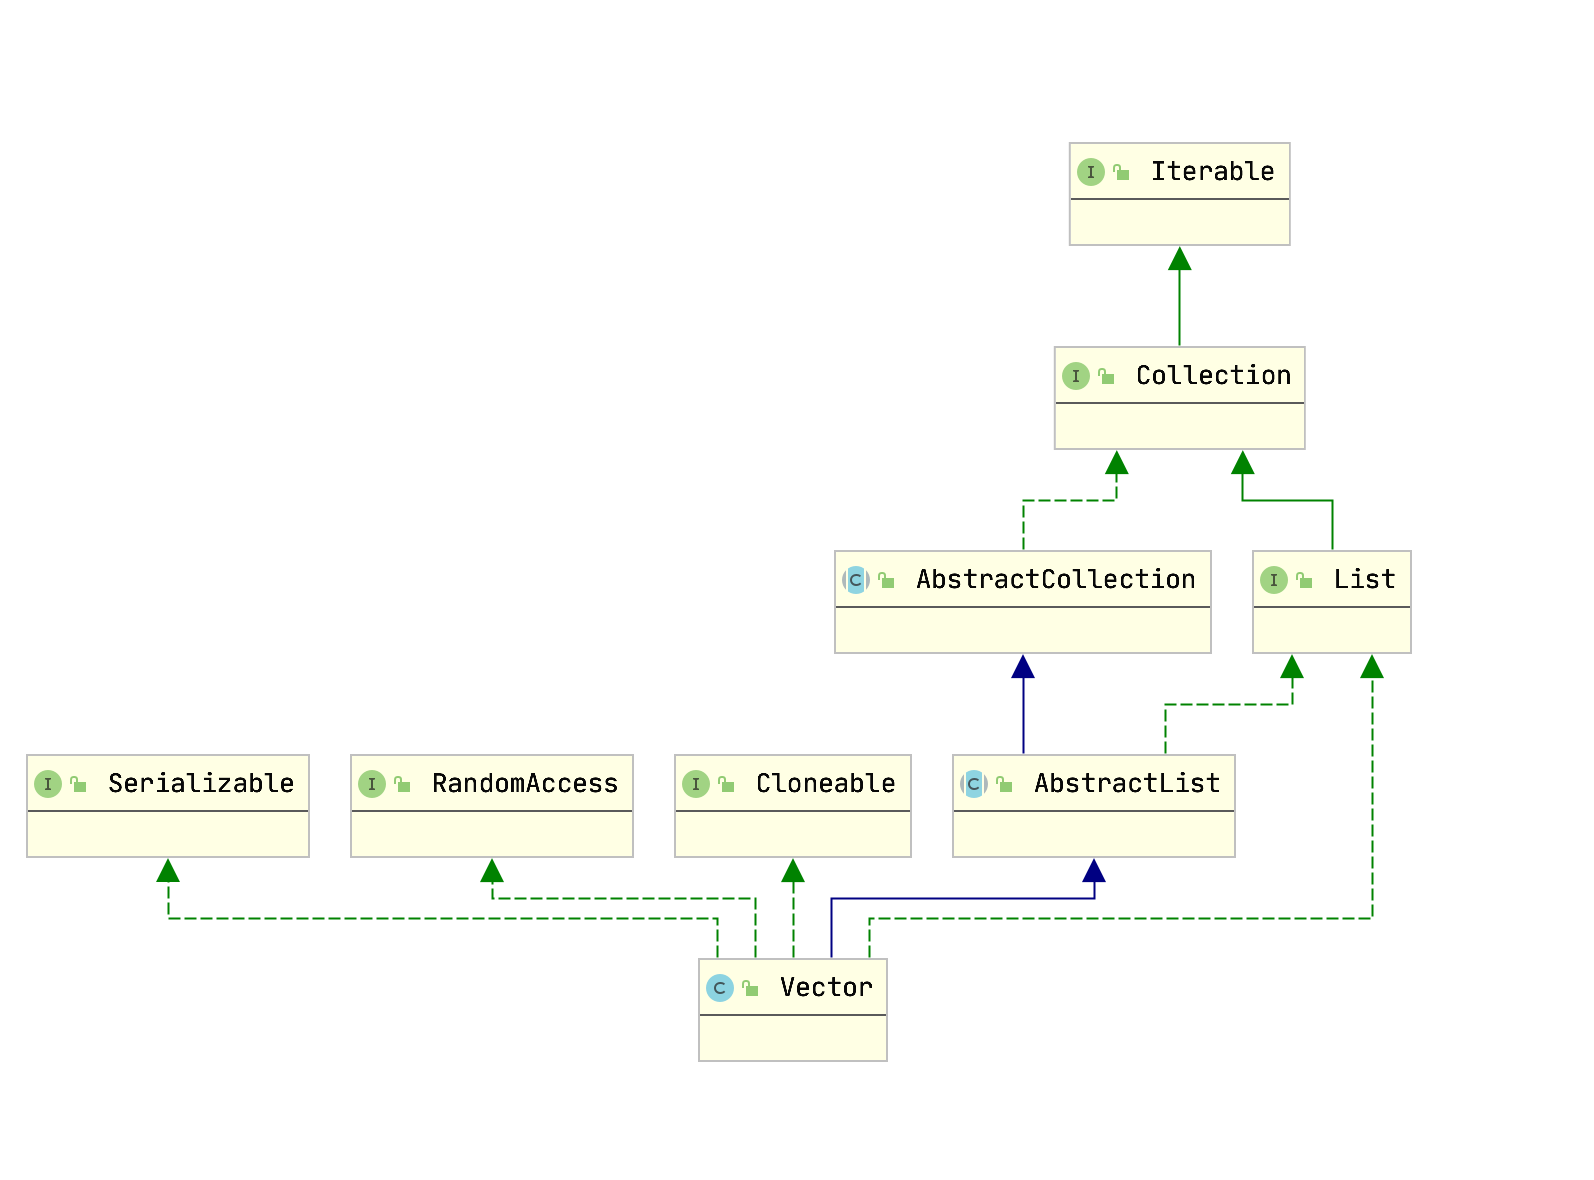 I Iterable
I Collection
C AbstractCollection
I List
I Serializable
I RandomAccess
I Cloneable
C AbstractList
C Vector